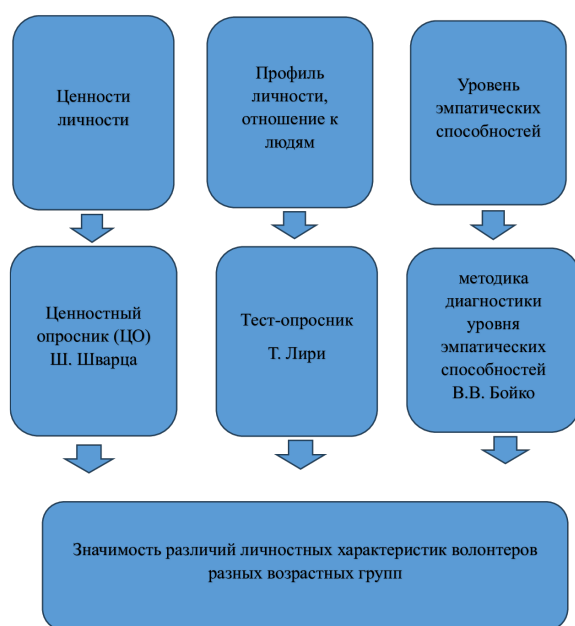 Ценности
личности
Профиль
личности,
отношение к
людям
Уровень
эмпатических
способностей
Ценностный
опросник (ЦО)
Ш. Шварца
Тест-опросник
Т. Лири
методика
диагностики
уровня
эмпатических
способностей
В.В. Бойко
Значимость различий личностных характеристик волонтеров
разных возрастных групп